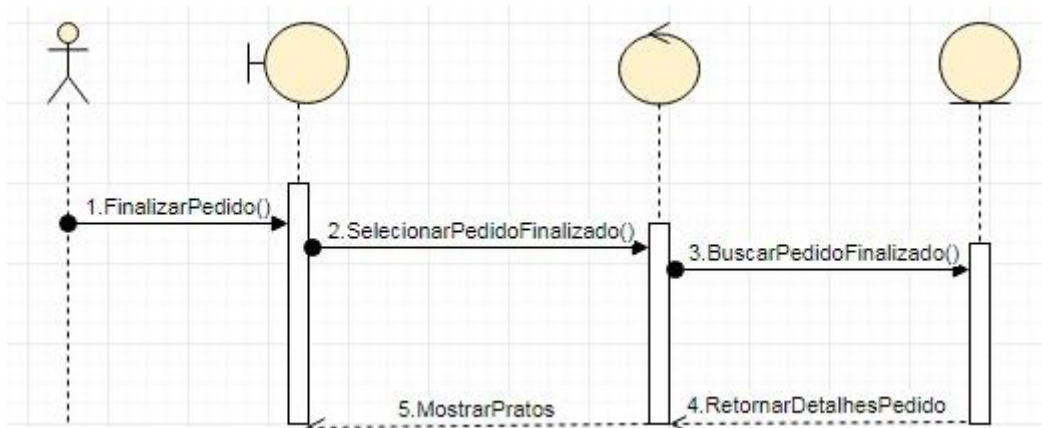 1.FinalizarPedido()
2.SelecionarPedidoFinalizado()
3.BuscarPedidoFinalizado()
4.RetornarDetalhesPedido
5.MostrarPratos